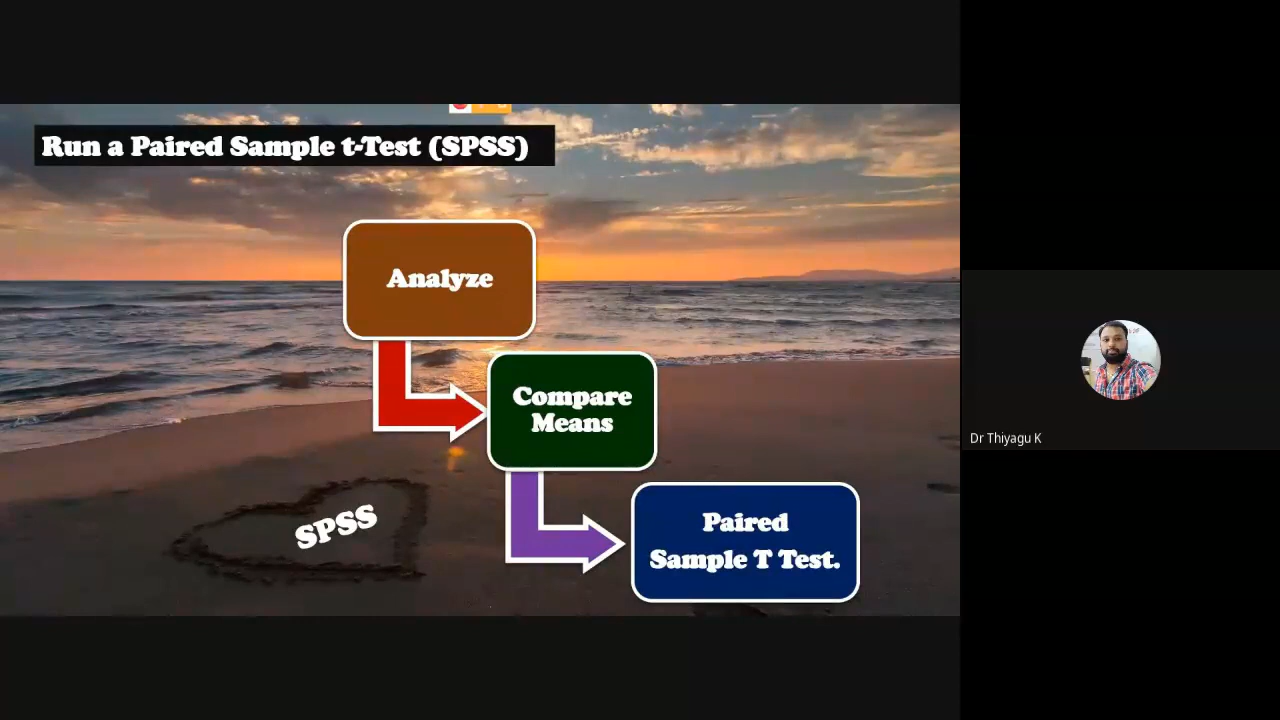 Run a Paired Sample t-Test (SPSS)
Analyze
Compare
Means
Paired
Sample T Test.
SPSS
Dr Thiyagu K